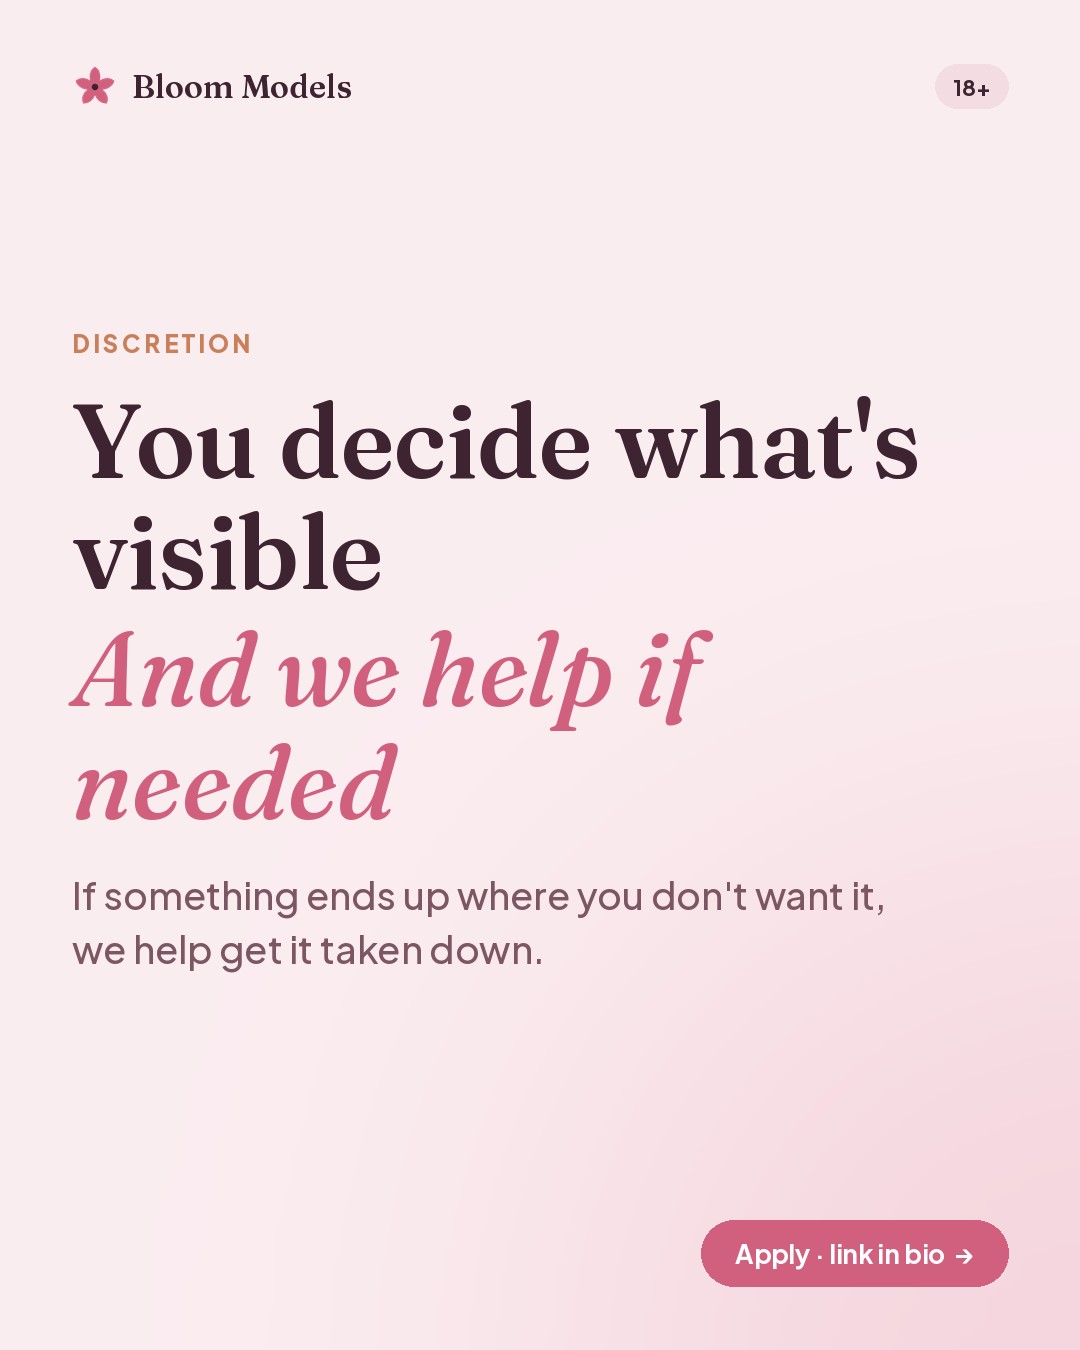 Bloom Models
18+
DISCRETION
You decide what's
visible
And we help if
needed
If something ends up where you don't want it,
we help get it taken down.
Apply · link in bio →